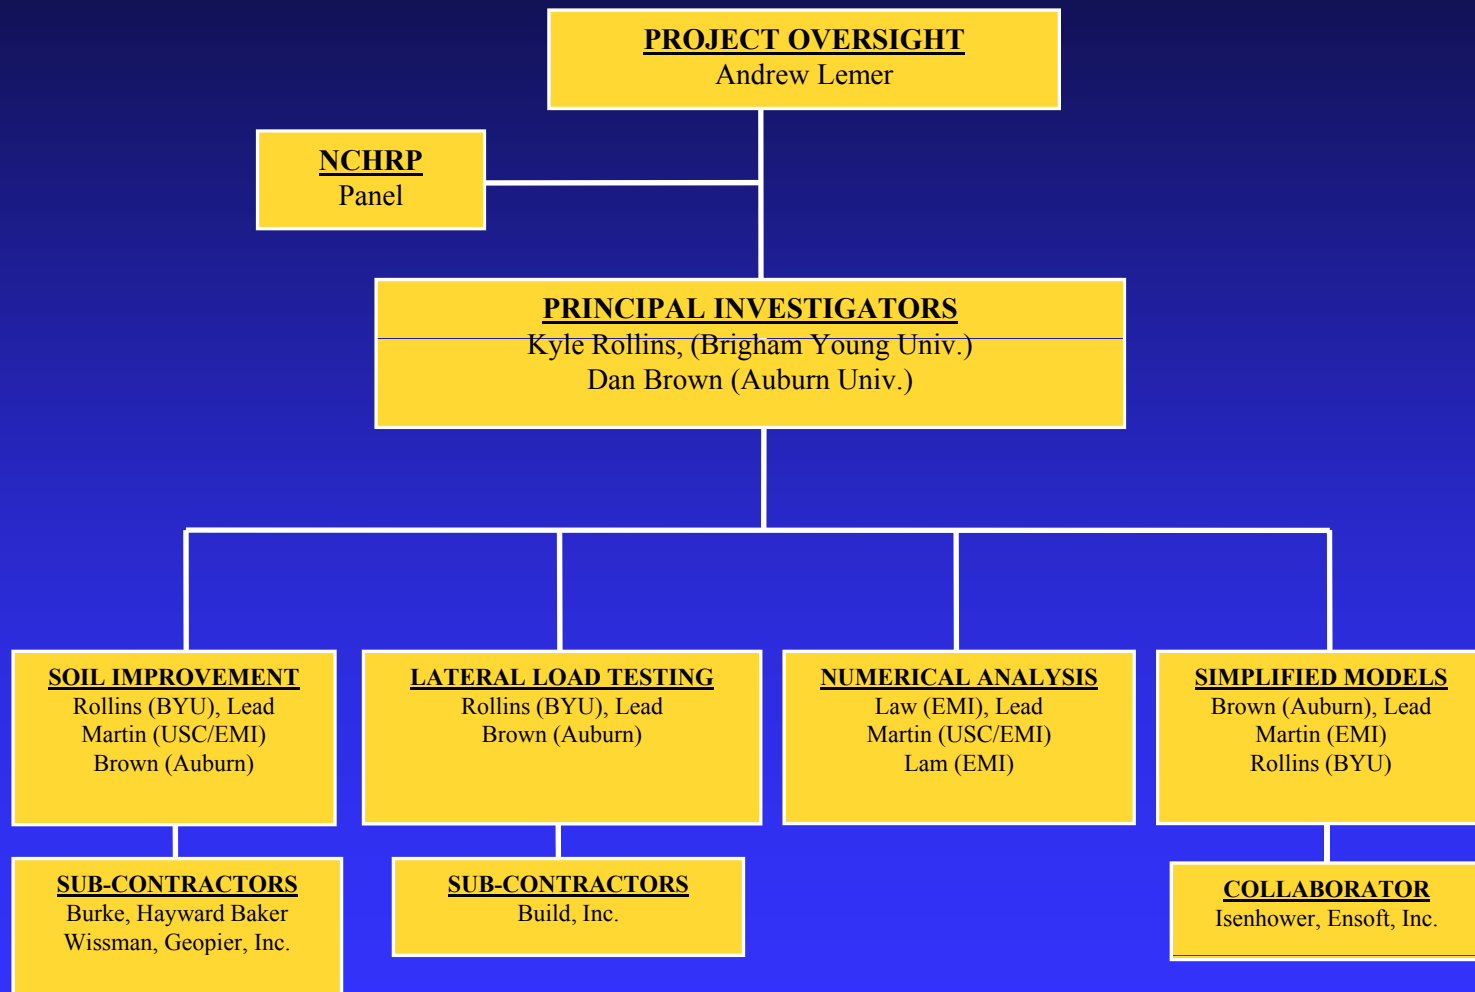 PROJECT OVERSIGHT
Andrew Lemer
NCHRP
Panel
PRINCIPAL INVESTIGATORS
Kyle Rollins, (Brigham Young Univ.)
Dan Brown (Auburn Univ.)
SOIL IMPROVEMENT
Rollins (BYU), Lead
Martin (USC/EMI)
Brown (Auburn)
LATERAL LOAD TESTING
Rollins (BYU), Lead
Brown (Auburn)
NUMERICAL ANALYSIS
Law (EMI), Lead
Martin (USC/EMI)
Lam (EMI)
SIMPLIFIED MODELS
Brown (Auburn), Lead
Martin (EMI)
Rollins (BYU)
SUB-CONTRACTORS
Burke, Hayward Baker
Wissman, Geopier, Inc.
SUB-CONTRACTORS
Build, Inc.
COLLABORATOR
Isenhower, Ensoft, Inc.